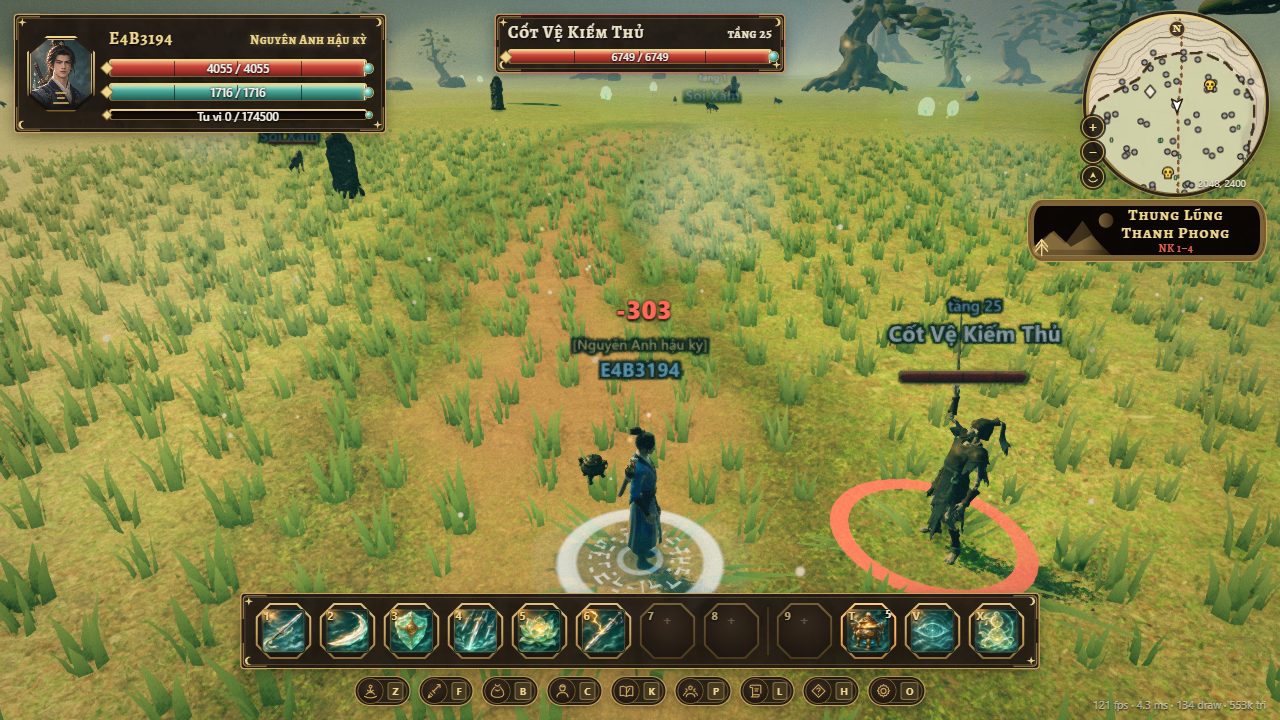 E4B3194
Nguyên Anh hậu kỳ
4055 / 4055
1716 / 1716
Tu vi 0 / 174500
Cốt Vệ Kiếm Thủ
Tầng 25
6749 / 6749
tầng 1
Sói Xám
Sói Xám
N
+
−
2048, 2400
Thung Lũng
Thanh Phong
NK 1–4
-303
[Nguyên Anh hậu kỳ]
E4B3194
tầng 25
Cốt Vệ Kiếm Thủ
1 2 3 4 5 6 7 8 9 T 5 V X
Z F B C K P L H O
121 fps · 4.3 ms · 134 draw · 553k tri